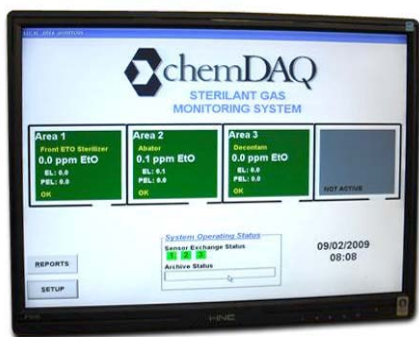 chemDAQ
STERILANT GAS
MONITORING SYSTEM
Area 1
Front ETO Sterilizer
0.0 ppm EtO
EL: 0.0
PEL: 0.0
OK
Area 2
Abator
0.1 ppm EtO
EL: 0.1
PEL: 0.0
OK
Area 3
Decontam
0.0 ppm EtO
EL: 0.0
PEL: 0.0
OK
NOT ACTIVE
System Operating Status
Sensor Exchange Status
1 2 3
Archive Status
REPORTS
SETUP
09/02/2009
08:08
HNC